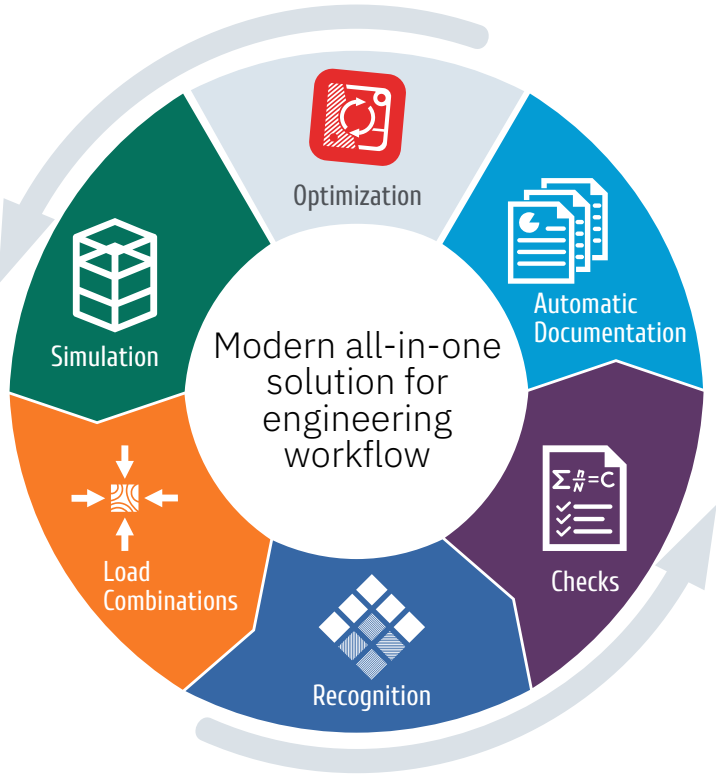 Optimization
Automatic
Documentation
Simulation
Modern all-in-one
solution for
engineering
workflow
Σ n/N =C
Load
Combinations
Checks
Recognition